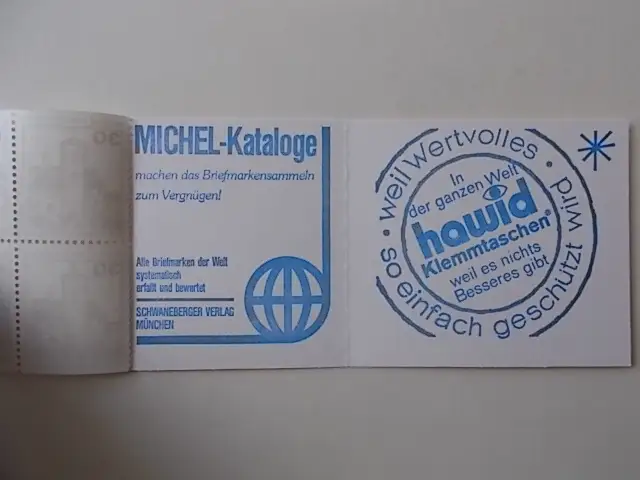 MICHEL-Kataloge
machen das Briefmarkensammeln
zum Vergnügen!
Alle Briefmarken der Welt
systematisch
erfaßt und bewertet
SCHWANEBERGER VERLAG
MÜNCHEN
weil Wertvolles
so einfach geschützt wird
In
der ganzen Welt
hawid
Klemmtaschen®
weil es nichts
Besseres gibt